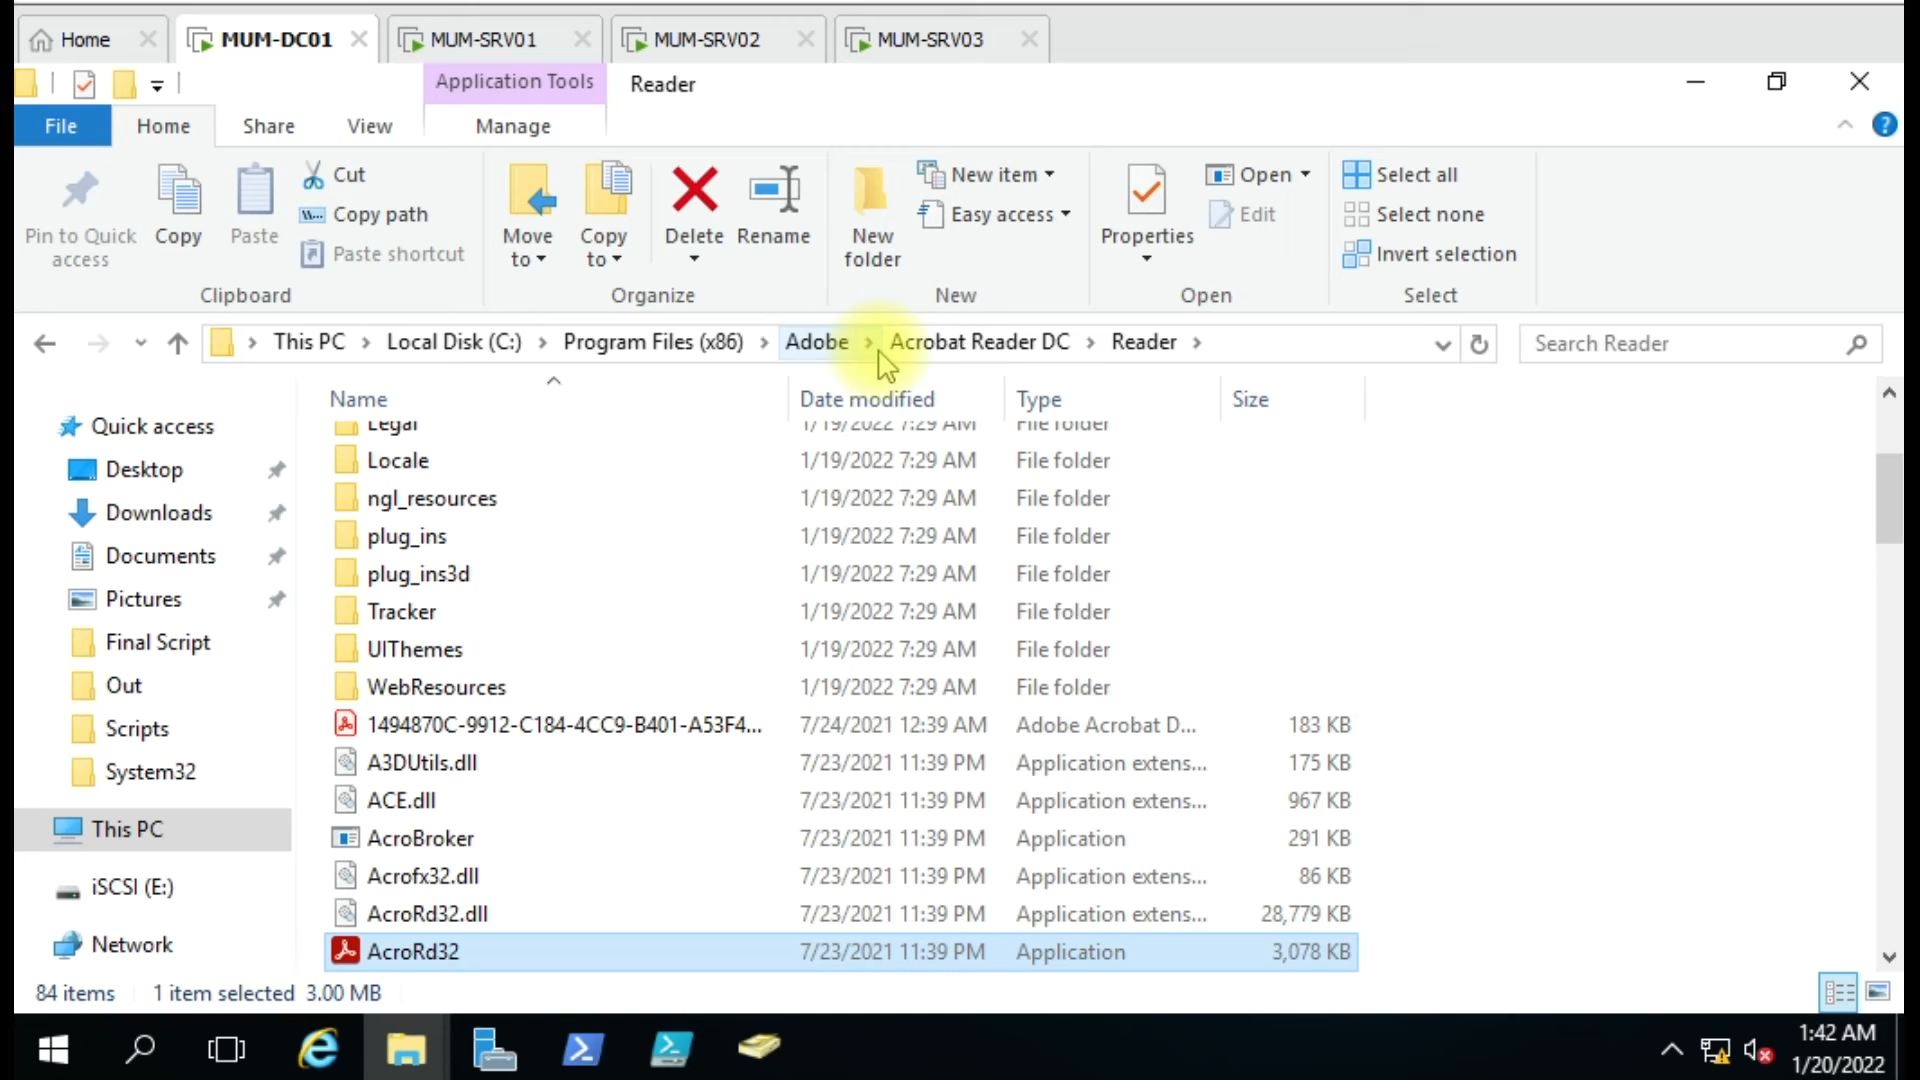 Home
MUM-DC01
MUM-SRV01
MUM-SRV02
MUM-SRV03
Application Tools
Reader
File
Home
Share
View
Manage
Pin to Quick access
Copy
Paste
Cut
Copy path
Paste shortcut
Clipboard
Move to
Copy to
Delete
Rename
Organize
New folder
New item
Easy access
New
Properties
Open
Edit
Open
Select all
Select none
Invert selection
Select
This PC > Local Disk (C:) > Program Files (x86) > Adobe > Acrobat Reader DC > Reader >
Search Reader
Name Date modified Type Size
Quick access
Desktop
Downloads
Documents
Pictures
Final Script
Out
Scripts
System32
This PC
iSCSI (E:)
Network
Legal 1/19/2022 7:29 AM File folder
Locale 1/19/2022 7:29 AM File folder
ngl_resources 1/19/2022 7:29 AM File folder
plug_ins 1/19/2022 7:29 AM File folder
plug_ins3d 1/19/2022 7:29 AM File folder
Tracker 1/19/2022 7:29 AM File folder
UIThemes 1/19/2022 7:29 AM File folder
WebResources 1/19/2022 7:29 AM File folder
1494870C-9912-C184-4CC9-B401-A53F4... 7/24/2021 12:39 AM Adobe Acrobat D... 183 KB
A3DUtils.dll 7/23/2021 11:39 PM Application extens... 175 KB
ACE.dll 7/23/2021 11:39 PM Application extens... 967 KB
AcroBroker 7/23/2021 11:39 PM Application 291 KB
Acrofx32.dll 7/23/2021 11:39 PM Application extens... 86 KB
AcroRd32.dll 7/23/2021 11:39 PM Application extens... 28,779 KB
AcroRd32 7/23/2021 11:39 PM Application 3,078 KB
84 items 1 item selected 3.00 MB
1:42 AM
1/20/2022